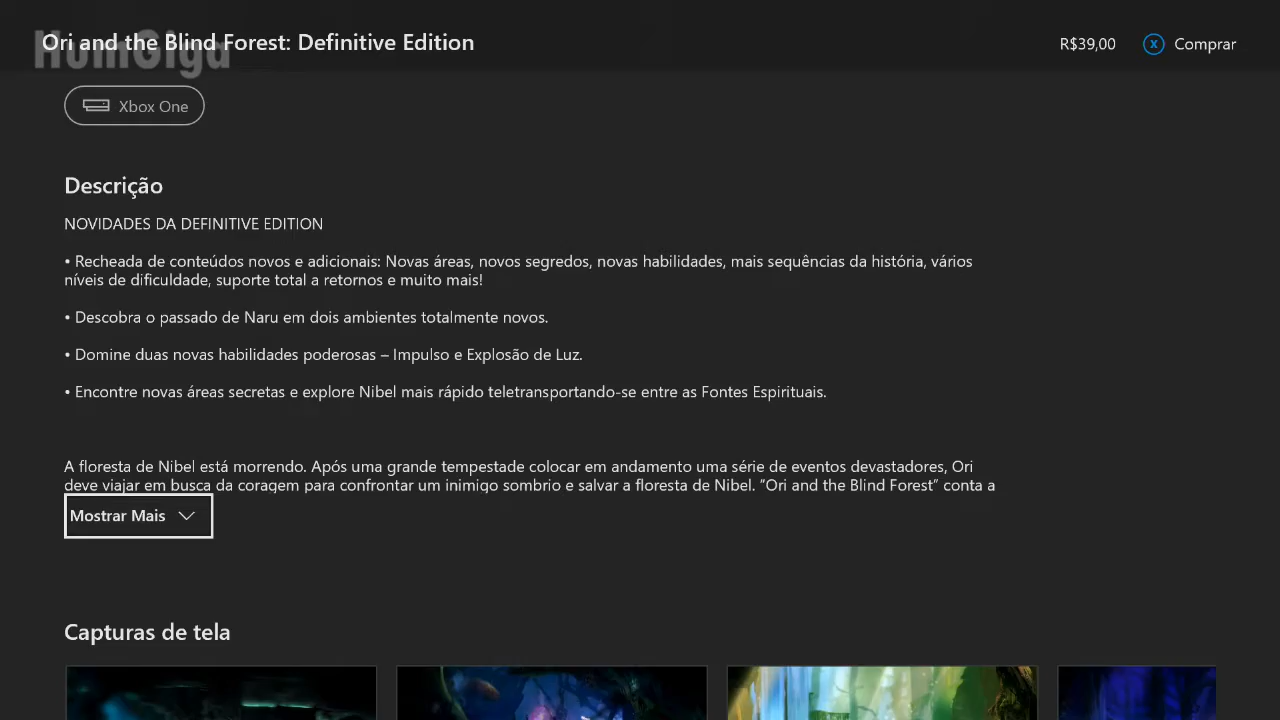 HumGiga
Ori and the Blind Forest: Definitive Edition
R$39,00
X
Comprar
Xbox One
Descrição
NOVIDADES DA DEFINITIVE EDITION
• Recheada de conteúdos novos e adicionais: Novas áreas, novos segredos, novas habilidades, mais sequências da história, vários
níveis de dificuldade, suporte total a retornos e muito mais!
• Descobra o passado de Naru em dois ambientes totalmente novos.
• Domine duas novas habilidades poderosas – Impulso e Explosão de Luz.
• Encontre novas áreas secretas e explore Nibel mais rápido teletransportando-se entre as Fontes Espirituais.
A floresta de Nibel está morrendo. Após uma grande tempestade colocar em andamento uma série de eventos devastadores, Ori
deve viajar em busca da coragem para confrontar um inimigo sombrio e salvar a floresta de Nibel. “Ori and the Blind Forest” conta a
Mostrar Mais
Capturas de tela